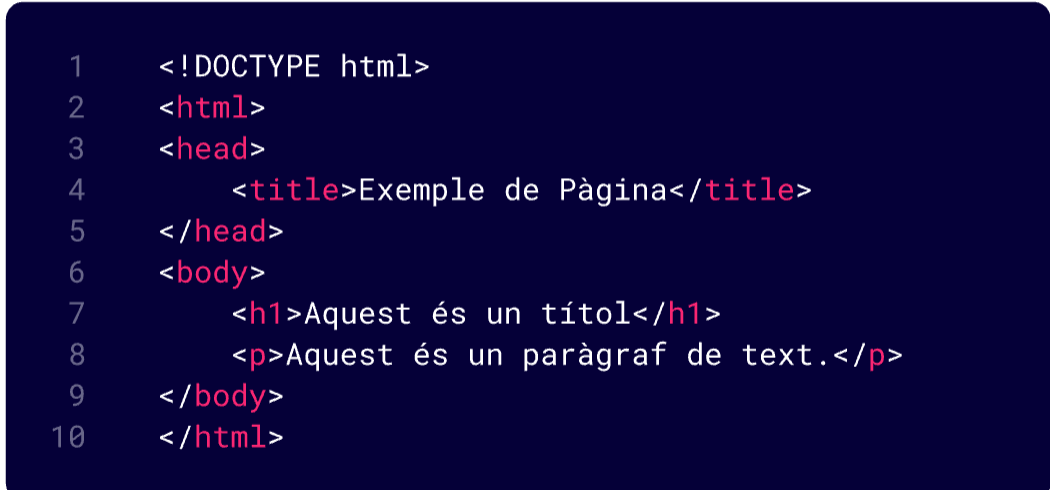 1 <!DOCTYPE html>
2 <html>
3 <head>
4 <title>Exemple de Pàgina</title>
5 </head>
6 <body>
7 <h1>Aquest és un títol</h1>
8 <p>Aquest és un paràgraf de text.</p>
9 </body>
10 </html>